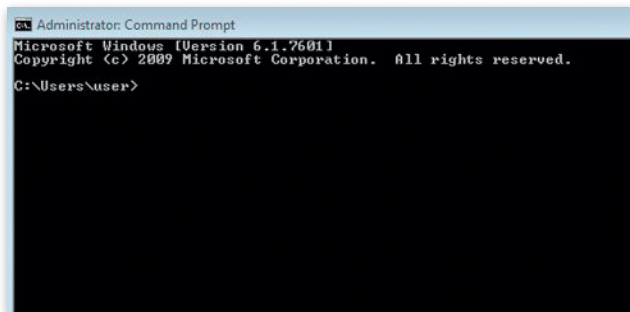 Administrator: Command Prompt
Microsoft Windows [Version 6.1.7601]
Copyright (c) 2009 Microsoft Corporation.  All rights reserved.
C:\Users\user>